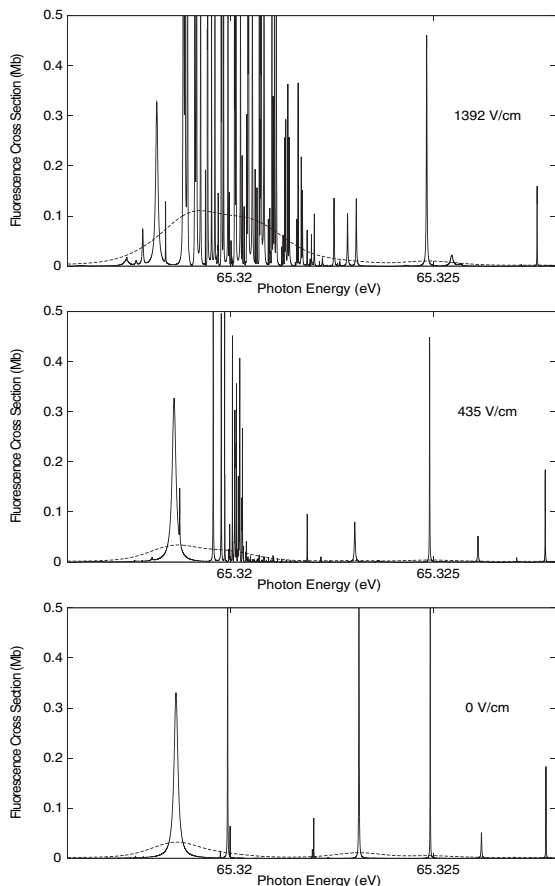 Fluorescence Cross Section (Mb)
0.5
0.4
0.3
0.2
0.1
0
1392 V/cm
65.32
65.325
Photon Energy (eV)
Fluorescence Cross Section (Mb)
0.5
0.4
0.3
0.2
0.1
0
435 V/cm
65.32
65.325
Photon Energy (eV)
Fluorescence Cross Section (Mb)
0.5
0.4
0.3
0.2
0.1
0
0 V/cm
65.32
65.325
Photon Energy (eV)